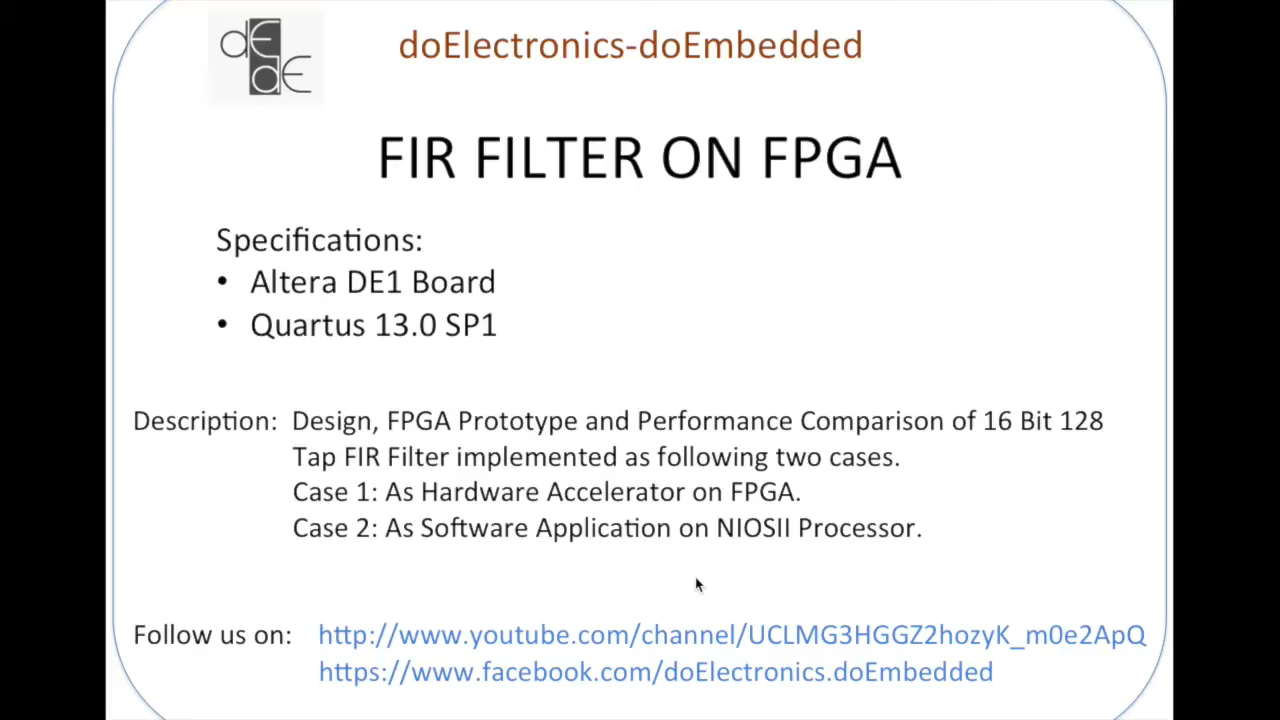 dE
dE
doElectronics-doEmbedded
FIR FILTER ON FPGA
Specifications:
• Altera DE1 Board
• Quartus 13.0 SP1
Description: Design, FPGA Prototype and Performance Comparison of 16 Bit 128
Tap FIR Filter implemented as following two cases.
Case 1: As Hardware Accelerator on FPGA.
Case 2: As Software Application on NIOSII Processor.
Follow us on: http://www.youtube.com/channel/UCLMG3HGGZ2hozyK_m0e2ApQ
https://www.facebook.com/doElectronics.doEmbedded